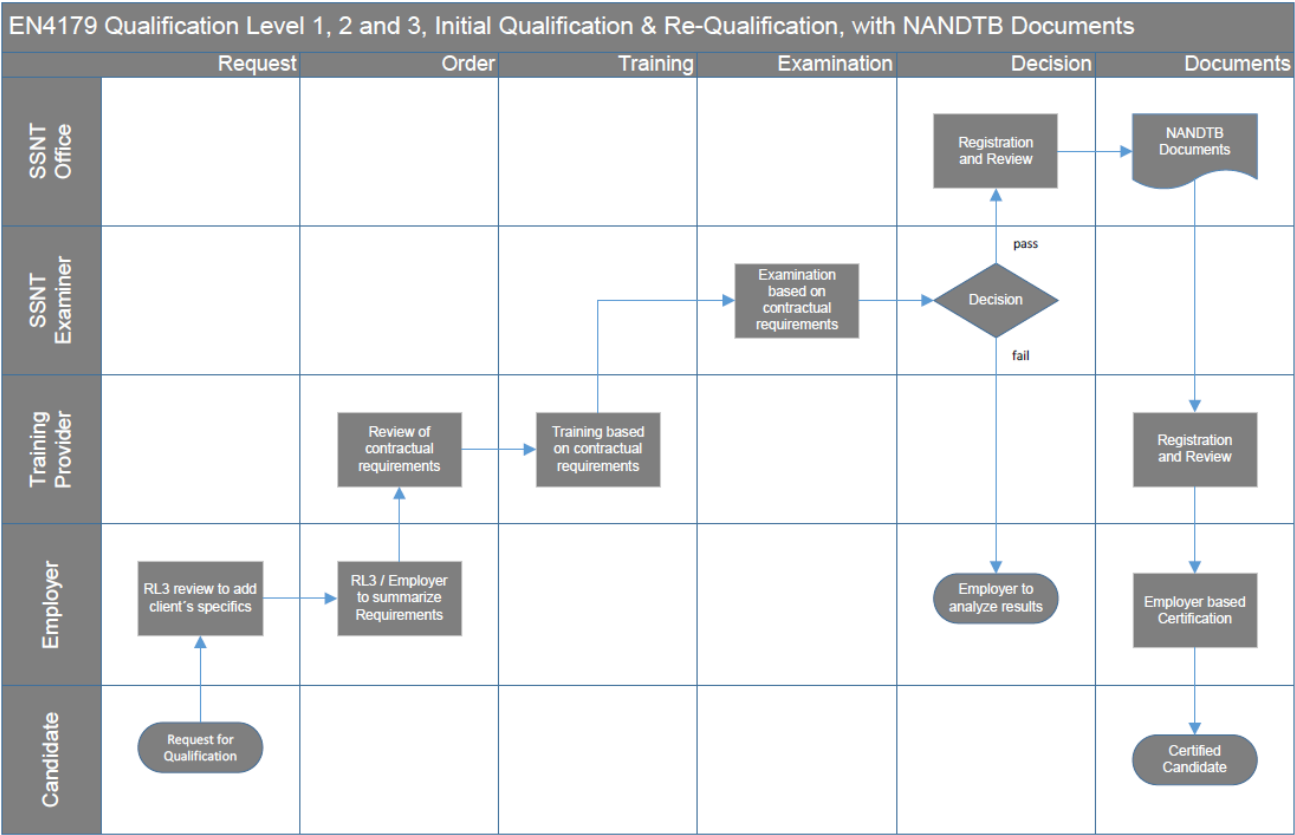 EN4179 Qualification Level 1, 2 and 3, Initial Qualification & Re-Qualification, with NANDTB Documents
Request
Order
Training
Examination
Decision
Documents
SSNT
Office
Registration
and Review
NANDTB
Documents
pass
SSNT
Examiner
Examination
based on
contractual
requirements
Decision
fail
Training
Provider
Review of
contractual
requirements
Training based
on contractual
requirements
Registration
and Review
Employer
RL3 review to add
client´s specifics
RL3 / Employer
to summarize
Requirements
Employer to
analyze results
Employer based
Certification
Candidate
Request for
Qualification
Certified
Candidate